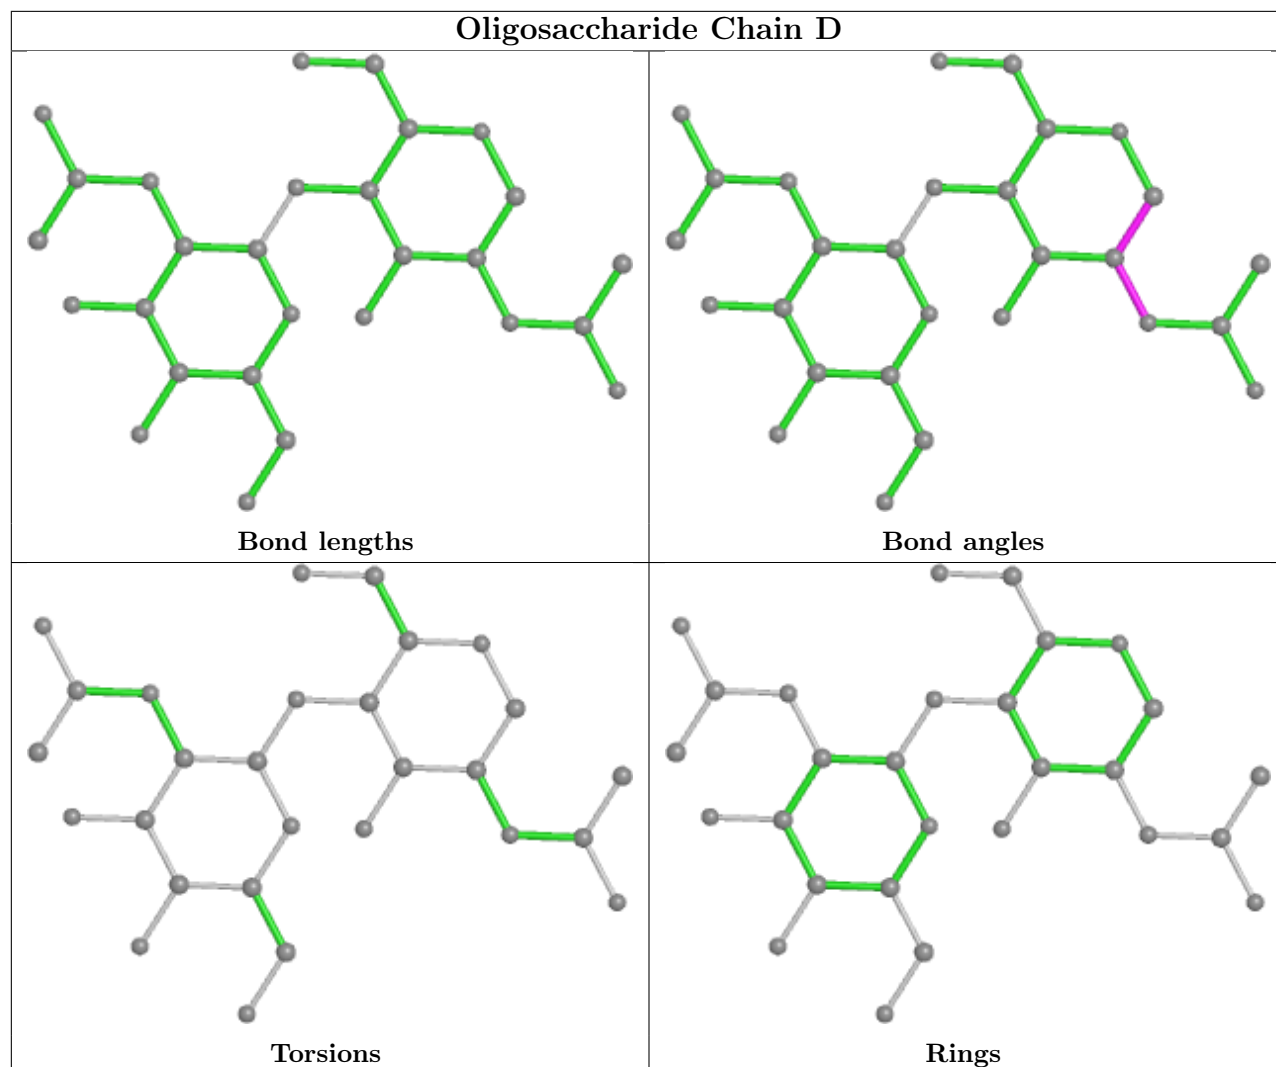 Oligosaccharide Chain D
Bond lengths
Bond angles
Torsions
Rings